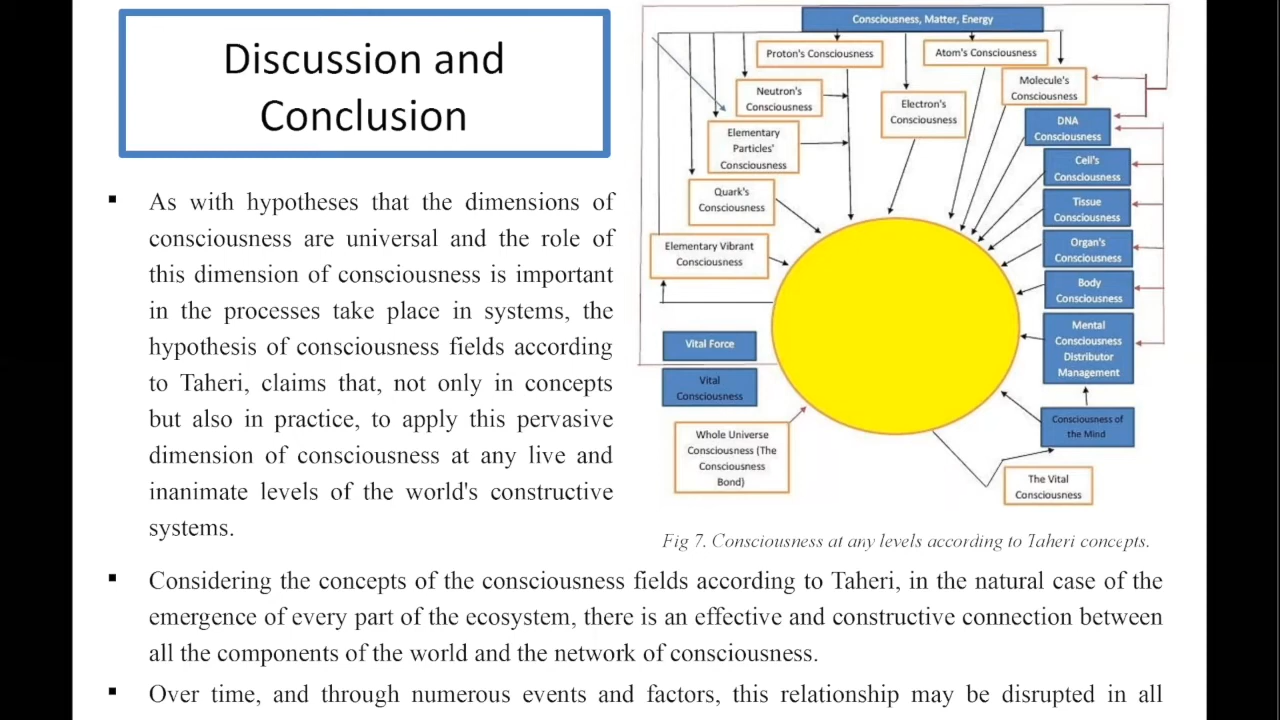 Discussion and
Conclusion
▪ As with hypotheses that the dimensions of
consciousness are universal and the role of
this dimension of consciousness is important
in the processes take place in systems, the
hypothesis of consciousness fields according
to Taheri, claims that, not only in concepts
but also in practice, to apply this pervasive
dimension of consciousness at any live and
inanimate levels of the world's constructive
systems.
Consciousness, Matter, Energy
Proton's Consciousness
Atom's Consciousness
Neutron's
Consciousness
Electron's
Consciousness
Molecule's
Consciousness
Elementary
Particles'
Consciousness
DNA
Consciousness
Cell's
Consciousness
Quark's
Consciousness
Tissue
Consciousness
Elementary Vibrant
Consciousness
Organ's
Consciousness
Body
Consciousness
Vital Force
Mental
Consciousness
Distributor
Management
Vital
Consciousness
Consciousness of
the Mind
Whole Universe
Consciousness (The
Consciousness
Bond)
The Vital
Consciousness
Fig 7. Consciousness at any levels according to Taheri concepts.
▪ Considering the concepts of the consciousness fields according to Taheri, in the natural case of the
emergence of every part of the ecosystem, there is an effective and constructive connection between
all the components of the world and the network of consciousness.
▪ Over time, and through numerous events and factors, this relationship may be disrupted in all